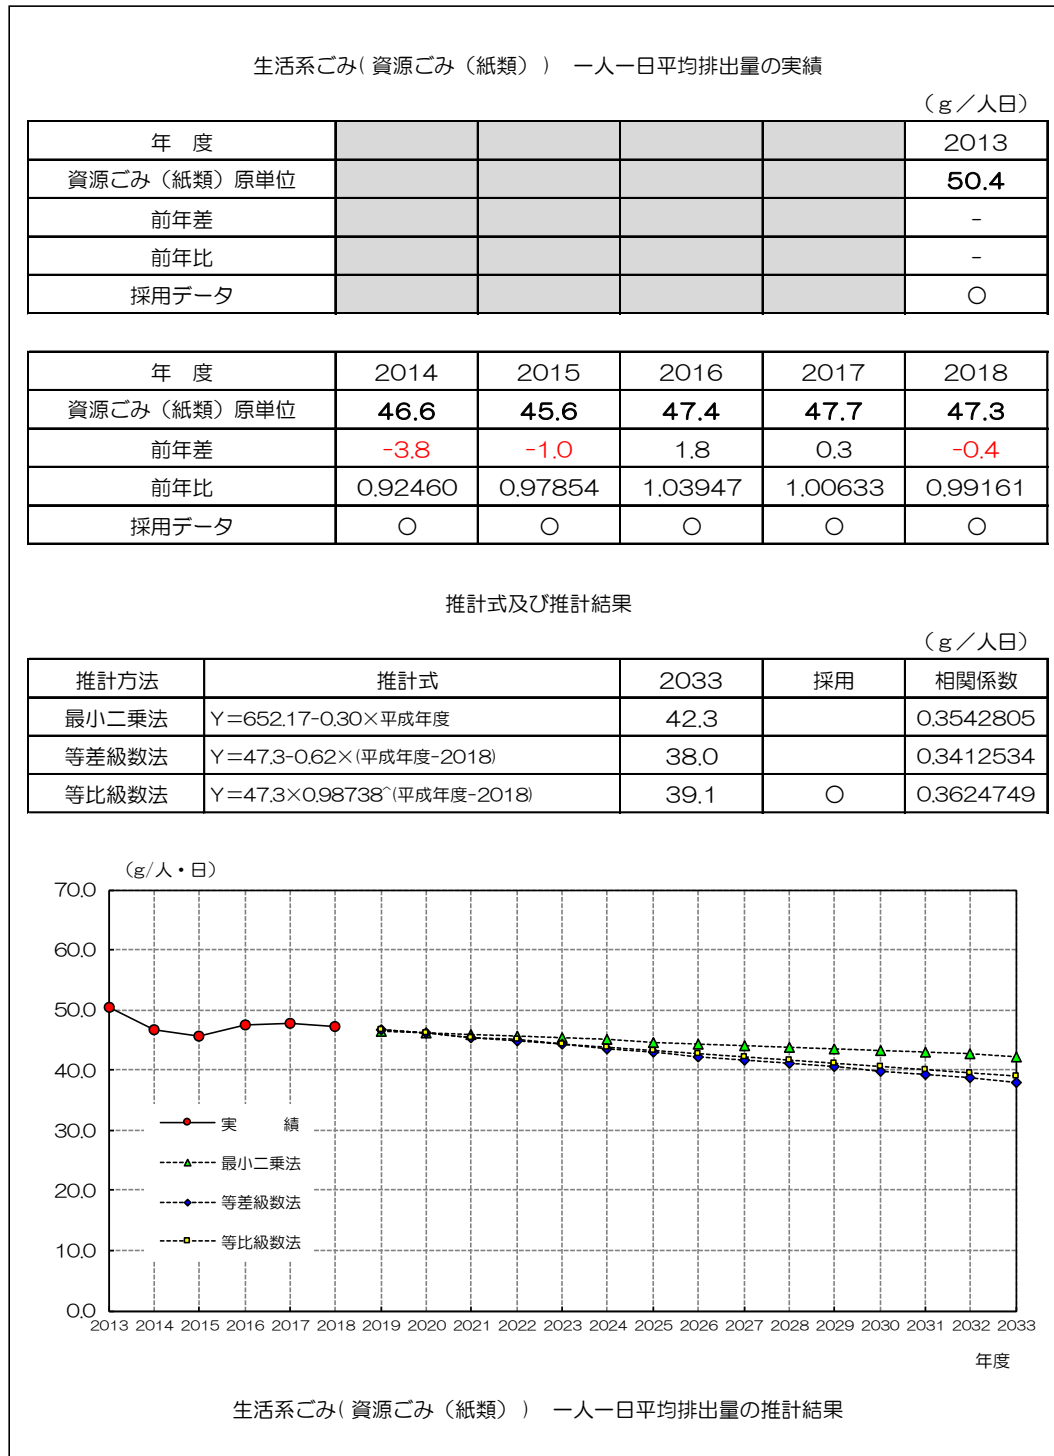 生活系ごみ(資源ごみ（紙類）)　一人一日平均排出量の実績
（ｇ／人日）
年　度 2013
資源ごみ（紙類）原単位 50.4
前年差 -
前年比 -
採用データ ○
年　度 2014 2015 2016 2017 2018
資源ごみ（紙類）原単位 46.6 45.6 47.4 47.7 47.3
前年差 -3.8 -1.0 1.8 0.3 -0.4
前年比 0.92460 0.97854 1.03947 1.00633 0.99161
採用データ ○ ○ ○ ○ ○
推計式及び推計結果
（ｇ／人日）
推計方法 推計式 2033 採用 相関係数
最小二乗法 Y＝652.17-0.30×平成年度 42.3 0.3542805
等差級数法 Y＝47.3-0.62×(平成年度-2018) 38.0 0.3412534
等比級数法 Y＝47.3×0.98738^(平成年度-2018) 39.1 ○ 0.3624749
（g/人・日）
70.0
60.0
50.0
40.0
30.0
20.0
10.0
0.0
実　績
最小二乗法
等差級数法
等比級数法
2013 2014 2015 2016 2017 2018 2019 2020 2021 2022 2023 2024 2025 2026 2027 2028 2029 2030 2031 2032 2033
年度
生活系ごみ(資源ごみ（紙類）)　一人一日平均排出量の推計結果